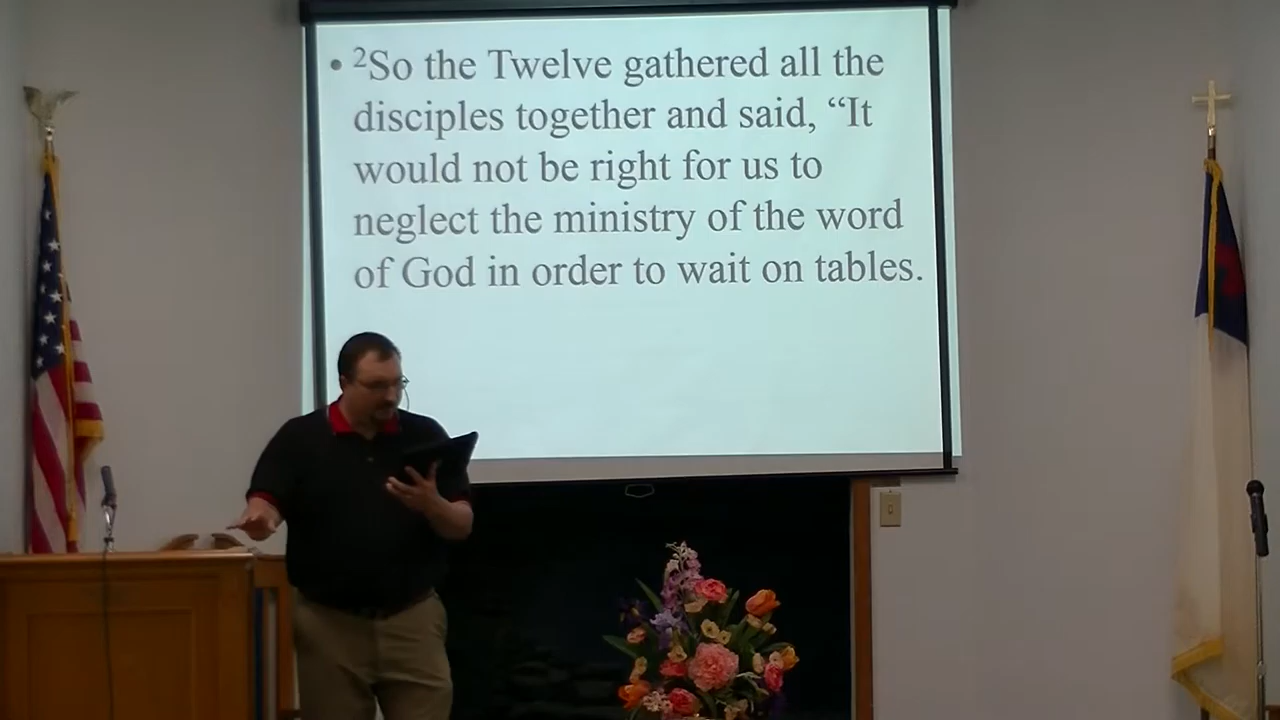 • ²So the Twelve gathered all the
disciples together and said, “It
would not be right for us to
neglect the ministry of the word
of God in order to wait on tables.